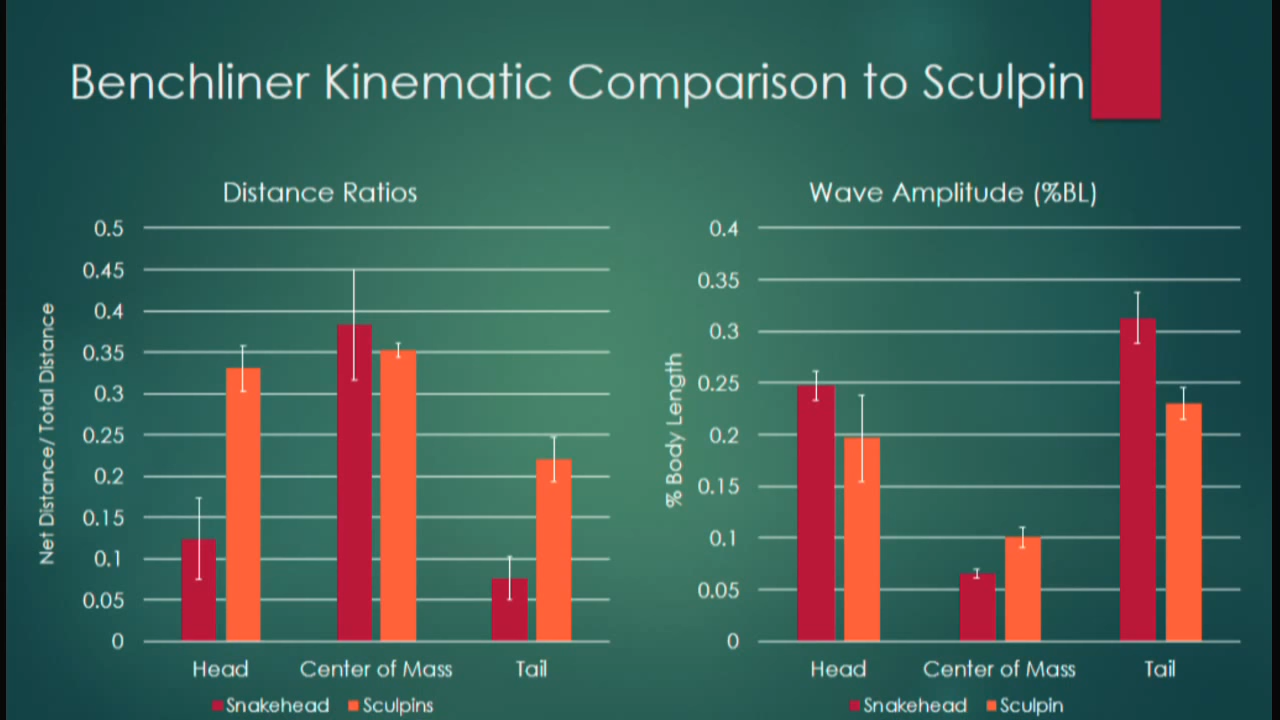 Benchliner Kinematic Comparison to Sculpin
Distance Ratios
0.5
0.45
0.4
0.35
0.3
0.25
0.2
0.15
0.1
0.05
0
Net Distance/ Total Distance
Head
Center of Mass
Tail
Snakehead
Sculpins
Wave Amplitude (%BL)
0.4
0.35
0.3
0.25
0.2
0.15
0.1
0.05
0
% Body Length
Head
Center of Mass
Tail
Snakehead
Sculpin